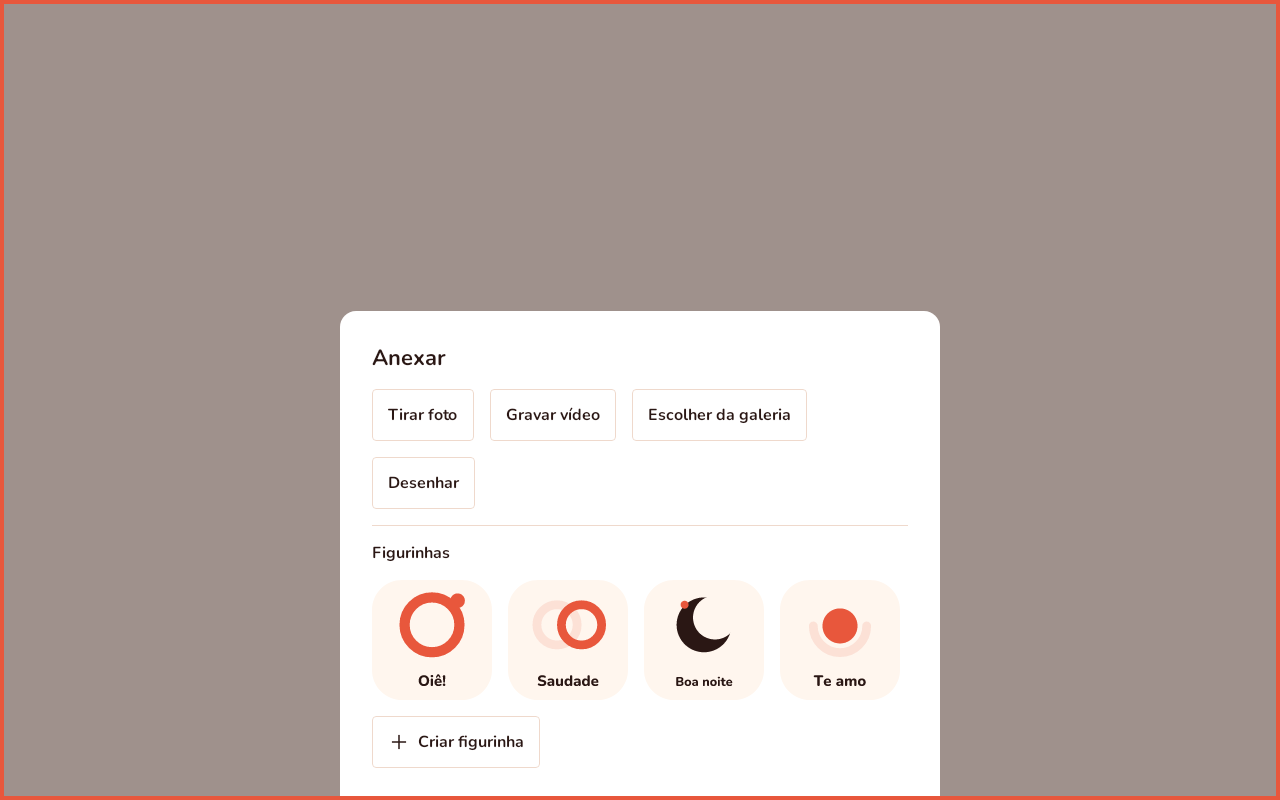 Anexar
Tirar foto
Gravar vídeo
Escolher da galeria
Desenhar
Figurinhas
Oiê!
Saudade
Boa noite
Te amo
Criar figurinha